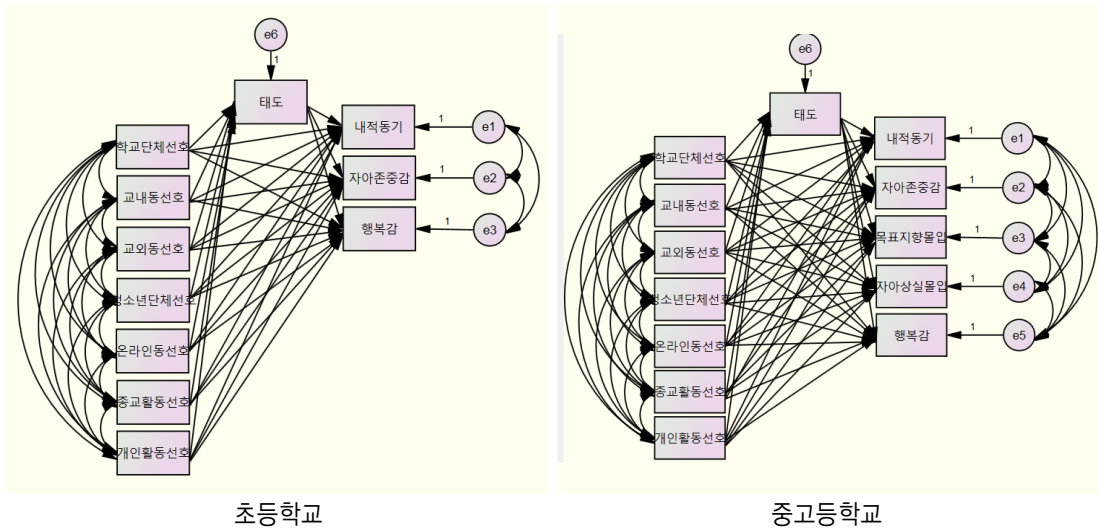 e6
1
태도
학교단체선호
교내동선호
교외동선호
청소년단체선호
온라인동선호
종교활동선호
개인활동선호
내적동기
1
e1
자아존중감
1
e2
행복감
1
e3
초등학교
e6
1
태도
학교단체선호
교내동선호
교외동선호
청소년단체선호
온라인동선호
종교활동선호
개인활동선호
내적동기
1
e1
자아존중감
1
e2
목표지향몰입
1
e3
자아상실몰입
1
e4
행복감
1
e5
중고등학교